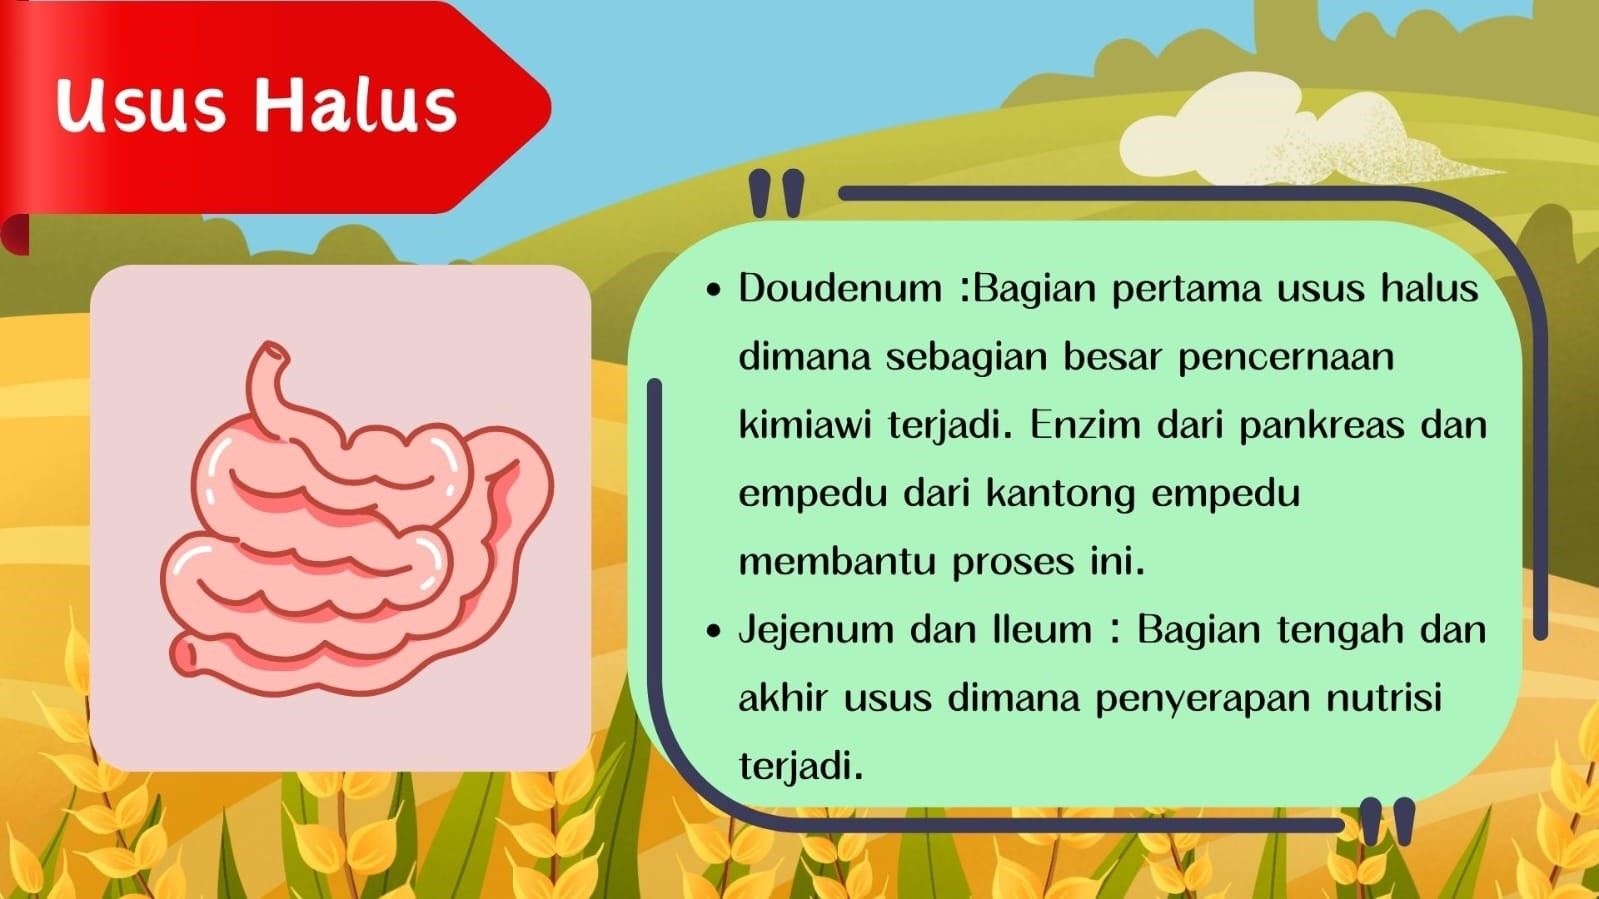 Usus Halus
• Doudenum :Bagian pertama usus halus
dimana sebagian besar pencernaan
kimiawi terjadi. Enzim dari pankreas dan
empedu dari kantong empedu
membantu proses ini.
• Jejenum dan Ileum : Bagian tengah dan
akhir usus dimana penyerapan nutrisi
terjadi.